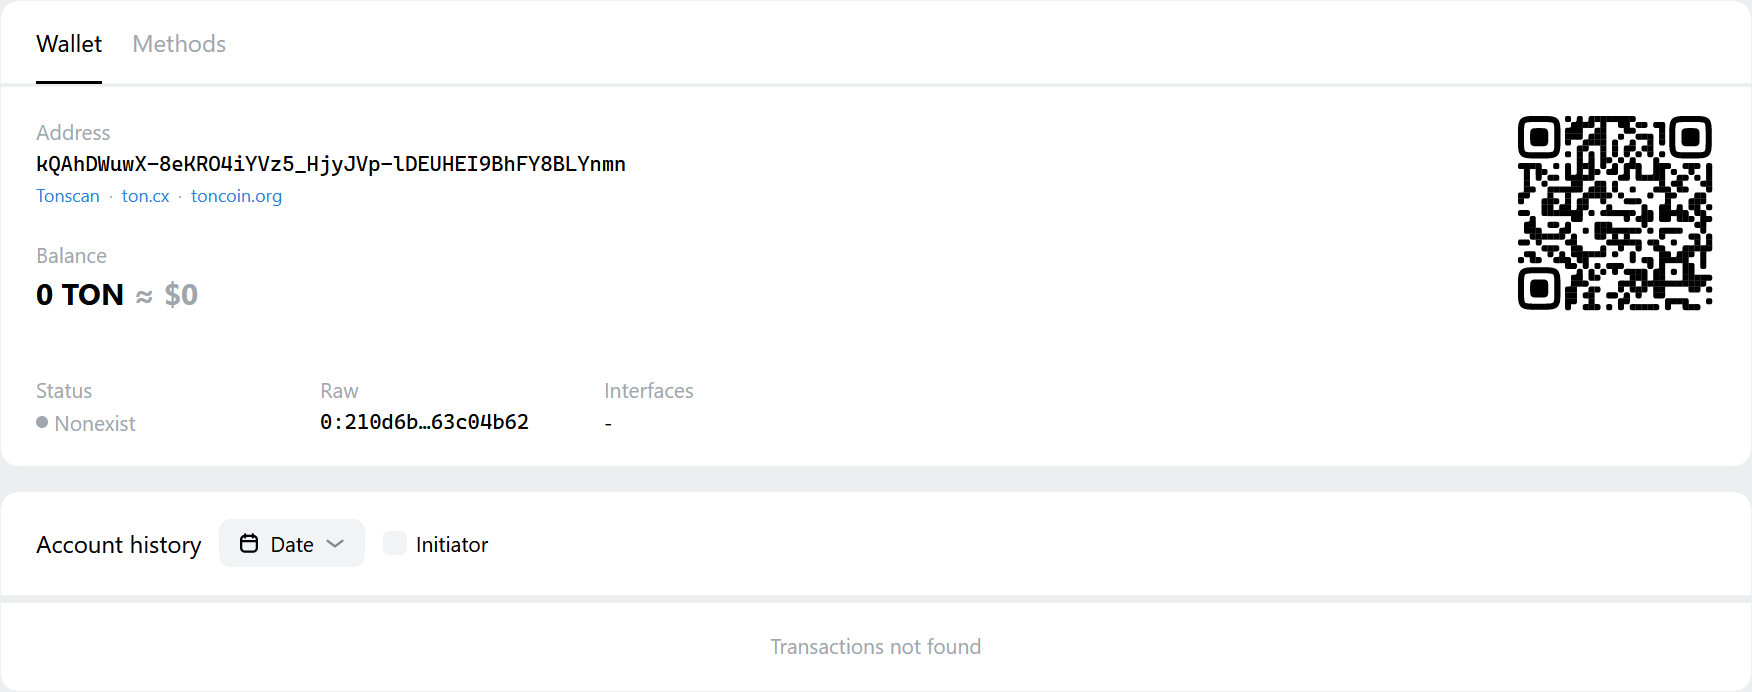 Wallet Methods
Address
kQAhDWuwX-8eKRO4iYVz5_HjyJVp-lDEUHEI9BhFY8BLYnmn
Tonscan · ton.cx · toncoin.org
Balance
0 TON ≈ $0
Status Raw Interfaces
Nonexist 0:210d6b…63c04b62 -
Account history Date Initiator
Transactions not found